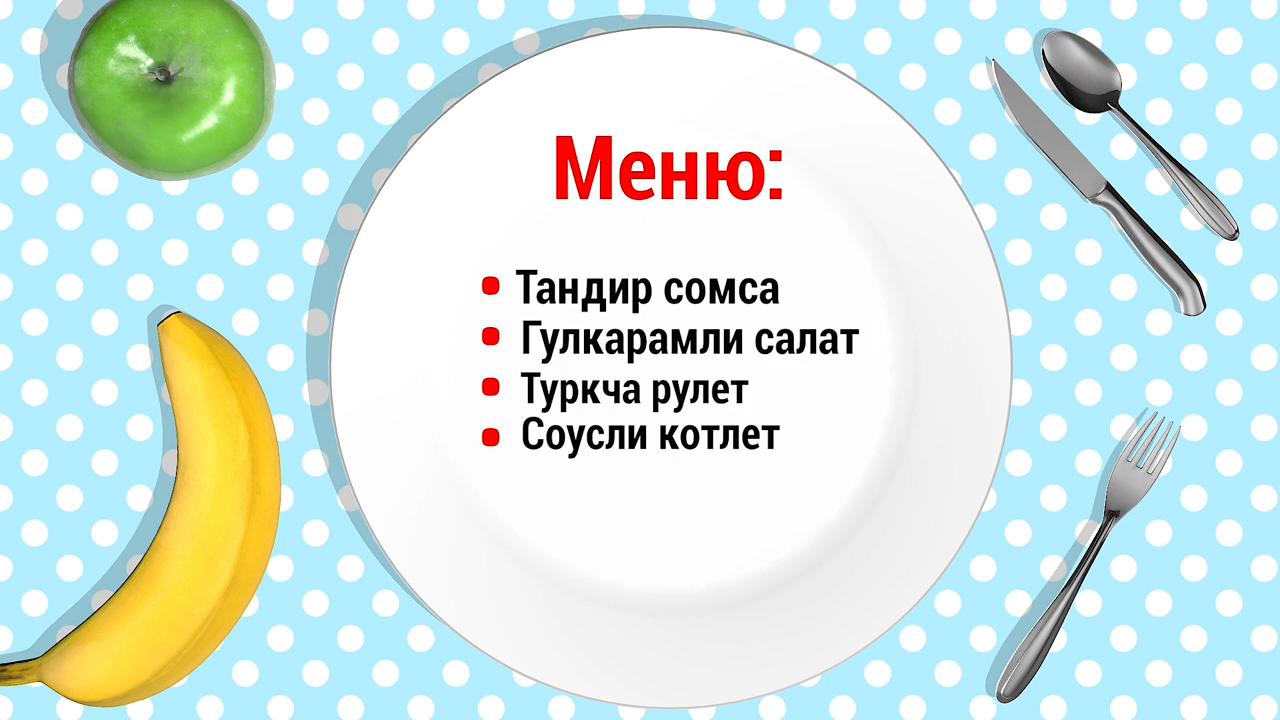 Меню:
• Тандир сомса
• Гулкарамли салат
• Туркча рулет
• Соусли котлет